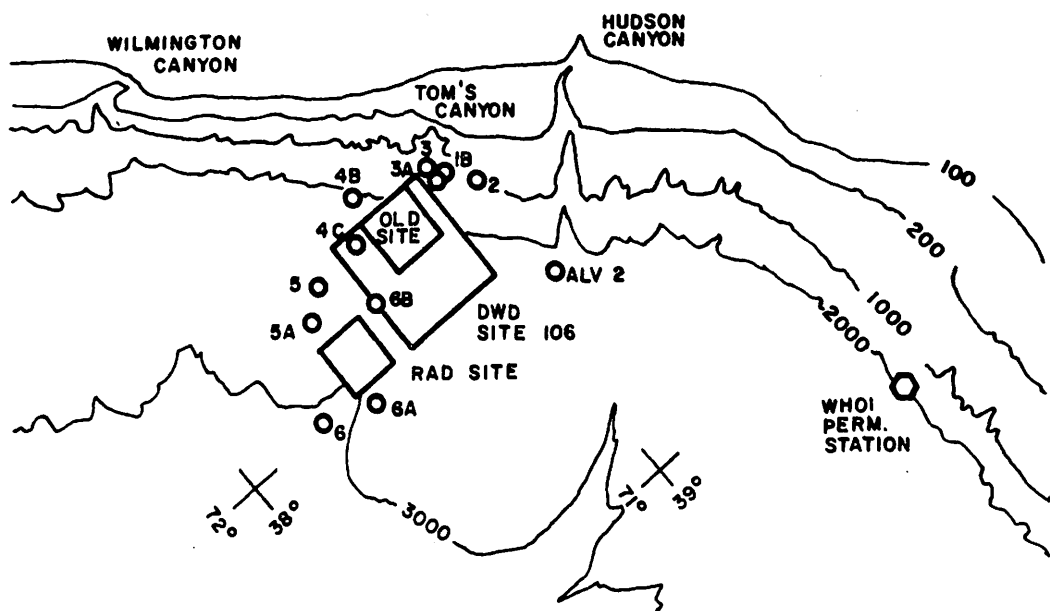 WILMINGTON
CANYON
HUDSON
CANYON
TOM'S
CANYON
3
3A
1B
2
4B
4C
OLD
SITE
5
6B
ALV 2
5A
DWD
SITE 106
RAD SITE
6A
6
WHOI
PERM.
STATION
100
200
1000
2000
3000
72°
38°
71°
39°